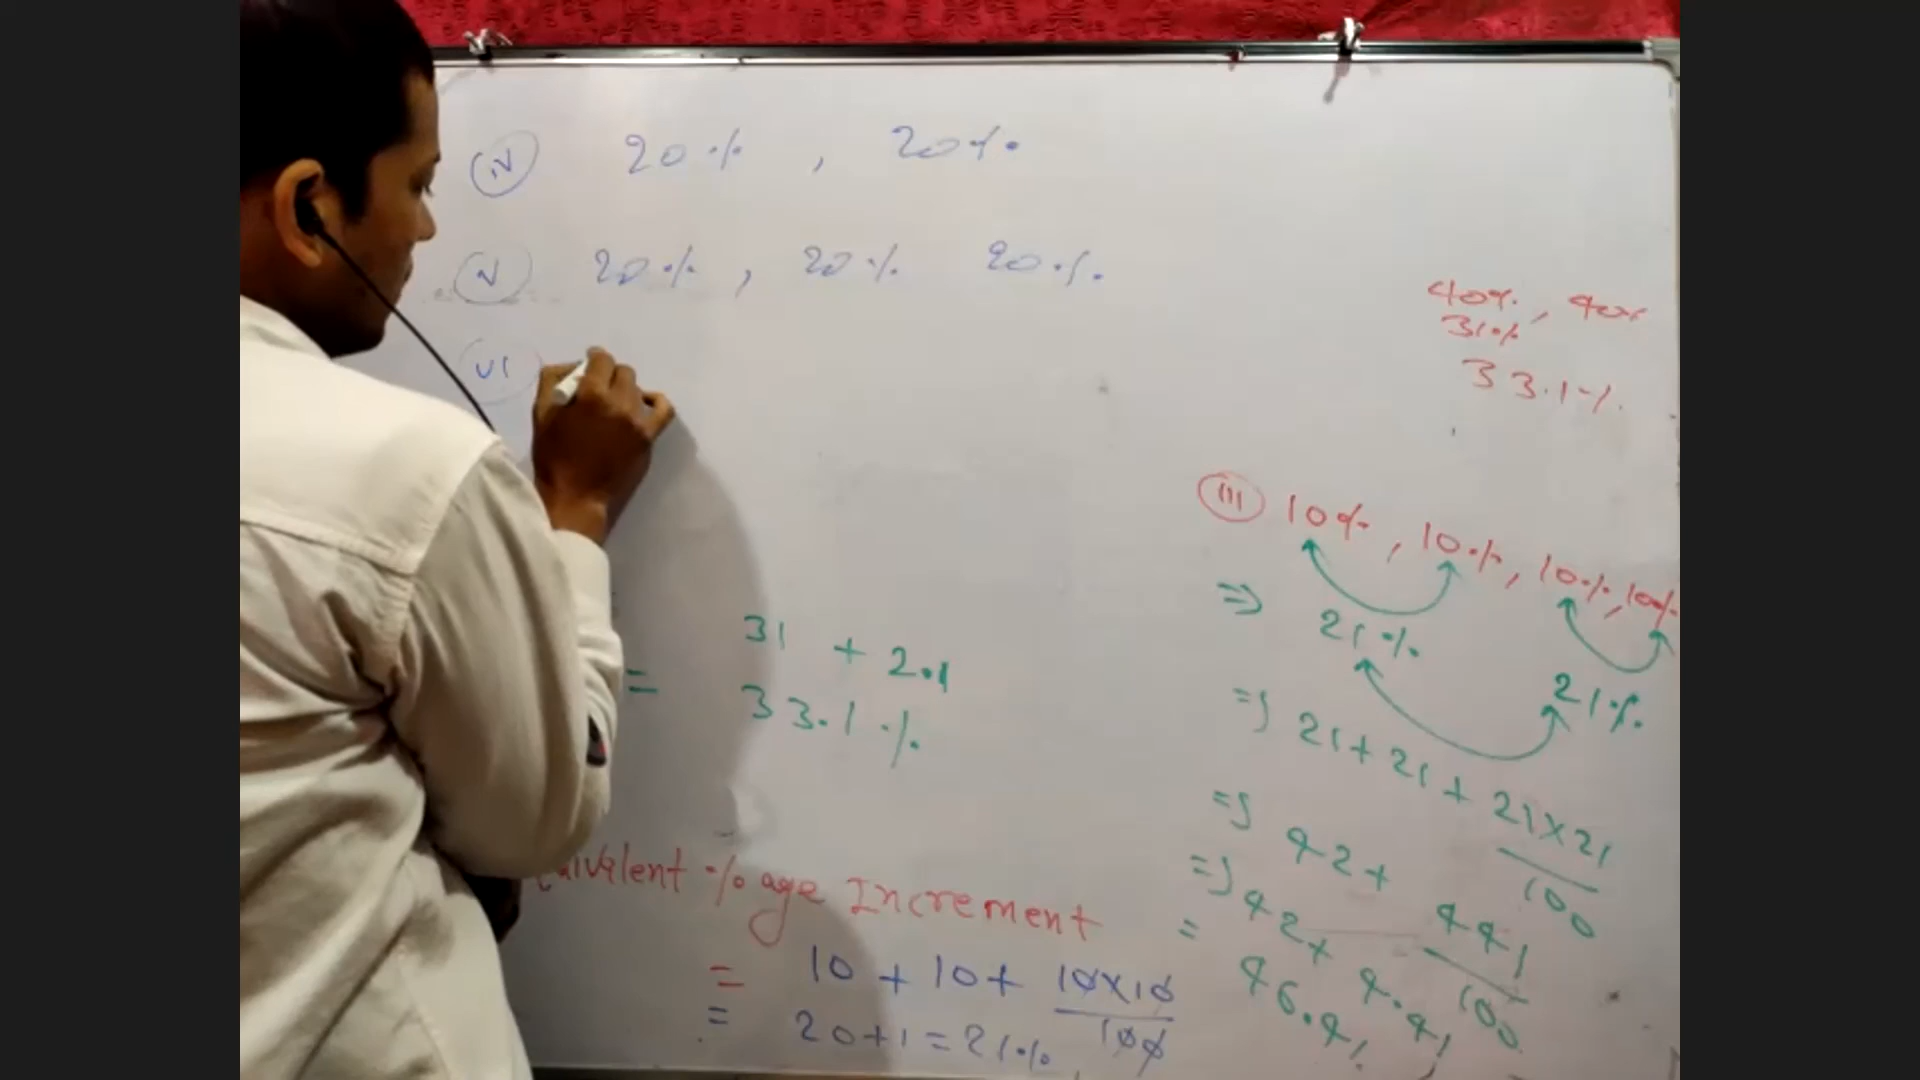 iv 20% , 20%
v 20% , 20% 20%
vi
40% , 40%
31%
33.1%
31 + 2.1
= 33.1%
uivalent %age Increment
= 10 + 10 + 10×10/100
= 20+1 = 21%
iii 10% , 10% , 10% , 10%
⇒ 21% 21%
⇒ 21 + 21 + 21×21/100
⇒ 42 + 441/100
⇒ 42 + 4.41
= 46.41